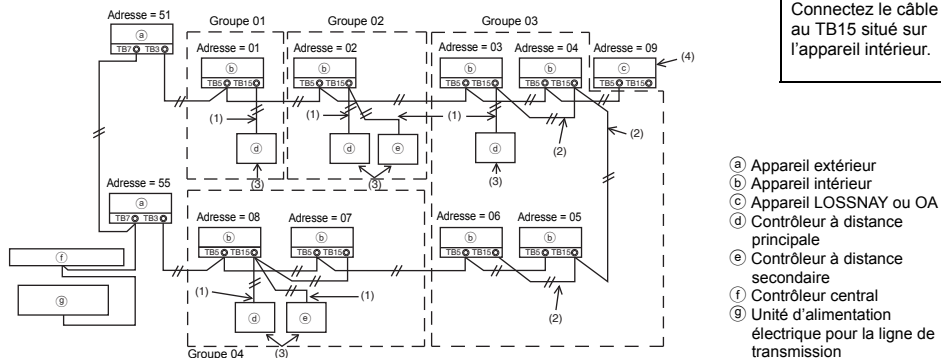 Connectez le câble
au TB15 situé sur
l’appareil intérieur.
Adresse = 51
Groupe 01
Groupe 02
Groupe 03
ⓐ
TB7 TB3
Adresse = 01
Adresse = 02
Adresse = 03
Adresse = 04
Adresse = 09
(4)
ⓑ
ⓑ
ⓑ
ⓑ
ⓒ
TB5 TB15
TB5 TB15
TB5 TB15
TB5 TB15
TB5 TB15
(1)
(1)
(1)
(2)
(2)
ⓓ
ⓓ
ⓔ
ⓓ
(3)
(3)
(3)
Adresse = 55
ⓐ
TB7 TB3
Adresse = 08
Adresse = 07
Adresse = 06
Adresse = 05
ⓑ
ⓑ
ⓑ
ⓑ
TB5 TB15
TB5 TB15
TB5 TB15
TB5 TB15
ⓕ
ⓖ
(1)
(1)
(2)
ⓓ
ⓔ
(3)
Groupe 04
ⓐ Appareil extérieur
ⓑ Appareil intérieur
ⓒ Appareil LOSSNAY ou OA
ⓓ Contrôleur à distance
principale
ⓔ Contrôleur à distance
secondaire
ⓕ Contrôleur central
ⓖ Unité d’alimentation
électrique pour la ligne de
transmission